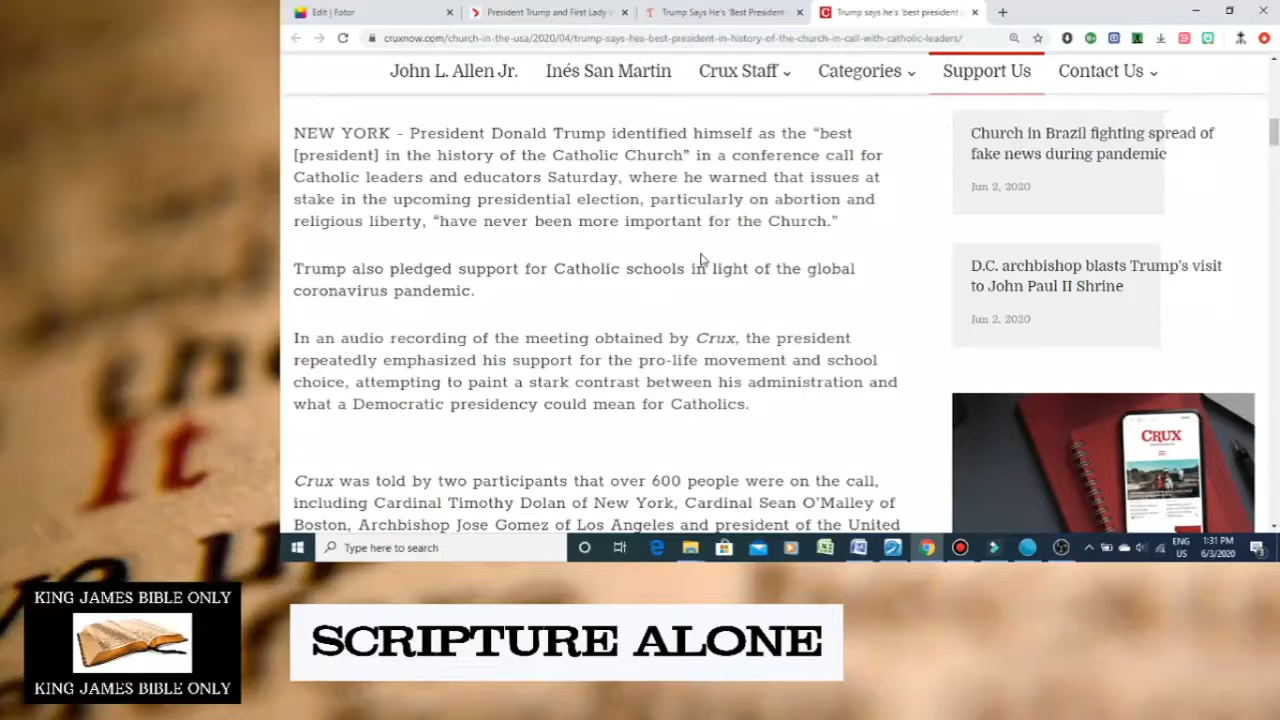 Edit | Fotor
President Trump and First Lady
Trump Says He's 'Best President
Trump says he's 'best president
cruxnow.com/church-in-the-usa/2020/04/trump-says-hes-best-president-in-history-of-the-church-in-call-with-catholic-leaders/
John L. Allen Jr. Inés San Martin Crux Staff Categories Support Us Contact Us
NEW YORK - President Donald Trump identified himself as the “best
[president] in the history of the Catholic Church” in a conference call for
Catholic leaders and educators Saturday, where he warned that issues at
stake in the upcoming presidential election, particularly on abortion and
religious liberty, “have never been more important for the Church.”
Trump also pledged support for Catholic schools in light of the global
coronavirus pandemic.
In an audio recording of the meeting obtained by Crux, the president
repeatedly emphasized his support for the pro-life movement and school
choice, attempting to paint a stark contrast between his administration and
what a Democratic presidency could mean for Catholics.
Crux was told by two participants that over 600 people were on the call,
including Cardinal Timothy Dolan of New York, Cardinal Sean O’Malley of
Boston, Archbishop Jose Gomez of Los Angeles and president of the United
Church in Brazil fighting spread of
fake news during pandemic
Jun 2, 2020
D.C. archbishop blasts Trump’s visit
to John Paul II Shrine
Jun 2, 2020
CRUX
Type here to search
ENG
US
1:31 PM
6/3/2020
the
It
KING JAMES BIBLE ONLY
KING JAMES BIBLE ONLY
SCRIPTURE ALONE